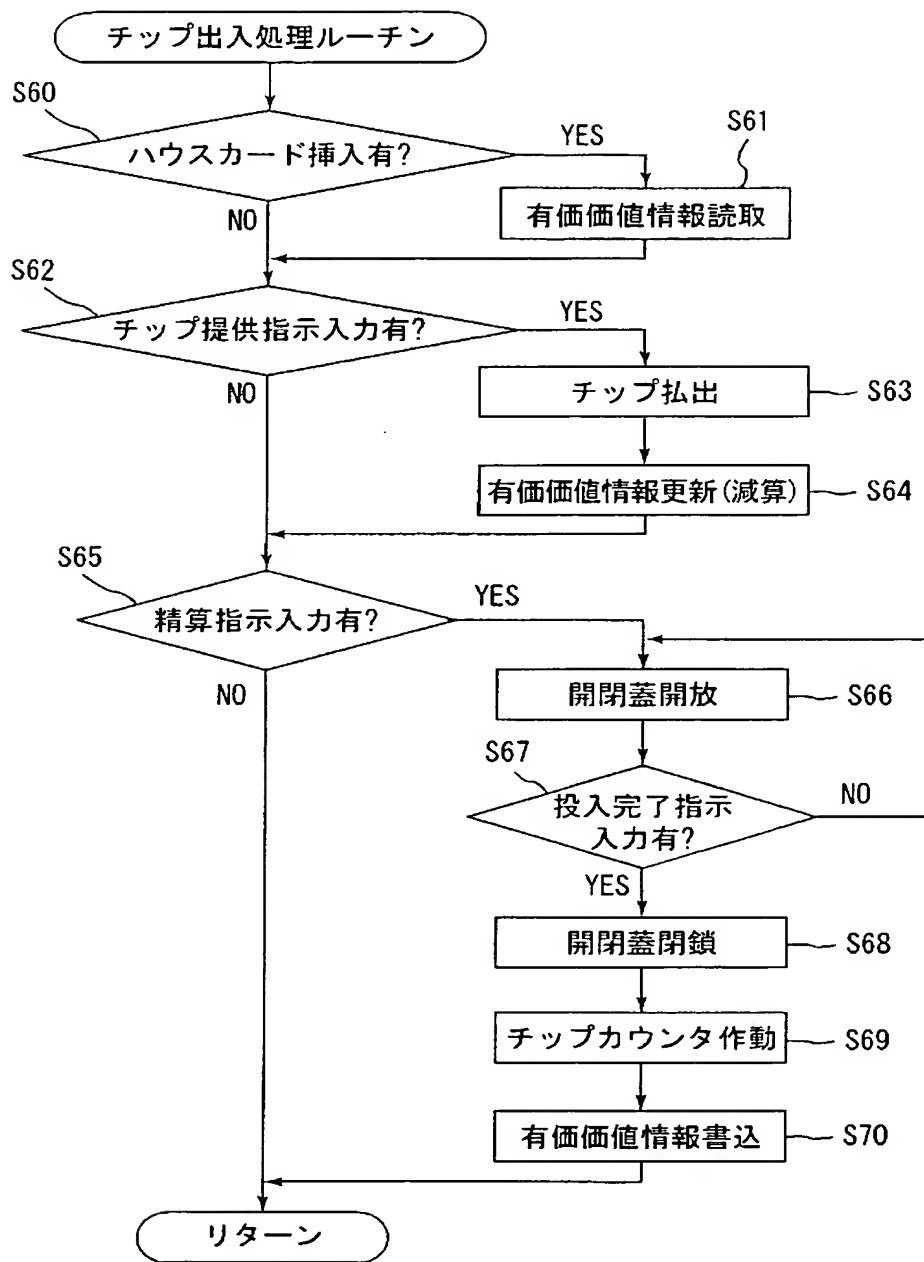 チップ出入処理ルーチン
S60
ハウスカード挿入有?
YES
S61
有価価値情報読取
NO
S62
チップ提供指示入力有?
YES
NO
チップ払出
S63
有価価値情報更新(減算)
S64
S65
精算指示入力有?
YES
NO
開閉蓋開放
S66
S67
投入完了指示
入力有?
NO
YES
開閉蓋閉鎖
S68
チップカウンタ作動
S69
有価価値情報書込
S70
リターン